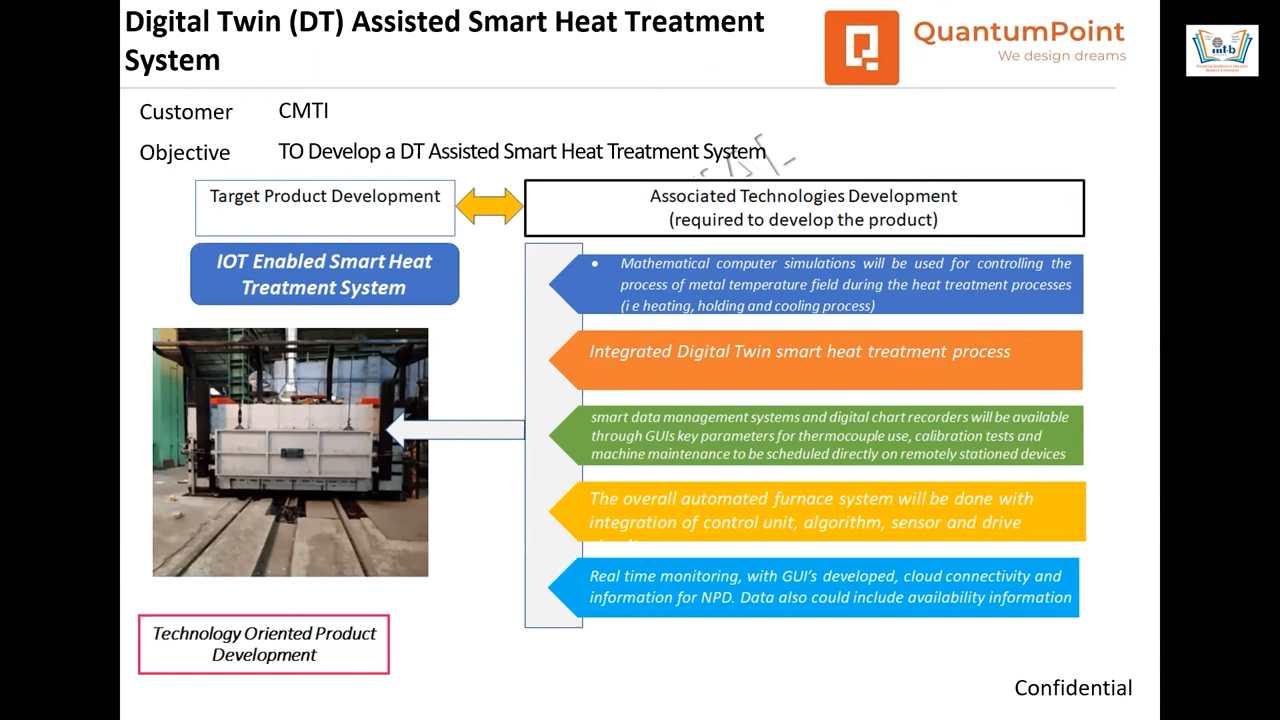 Digital Twin (DT) Assisted Smart Heat Treatment
System
QuantumPoint
We design dreams
Customer CMTI
Objective TO Develop a DT Assisted Smart Heat Treatment System
Target Product Development
Associated Technologies Development
(required to develop the product)
IOT Enabled Smart Heat
Treatment System
• Mathematical computer simulations will be used for controlling the
process of metal temperature field during the heat treatment processes
(i e heating, holding and cooling process)
Integrated Digital Twin smart heat treatment process
smart data management systems and digital chart recorders will be available
through GUIs key parameters for thermocouple use, calibration tests and
machine maintenance to be scheduled directly on remotely stationed devices
The overall automated furnace system will be done with
integration of control unit, algorithm, sensor and drive
Real time monitoring, with GUI's developed, cloud connectivity and
information for NPD. Data also could include availability information
Technology Oriented Product
Development
Confidential